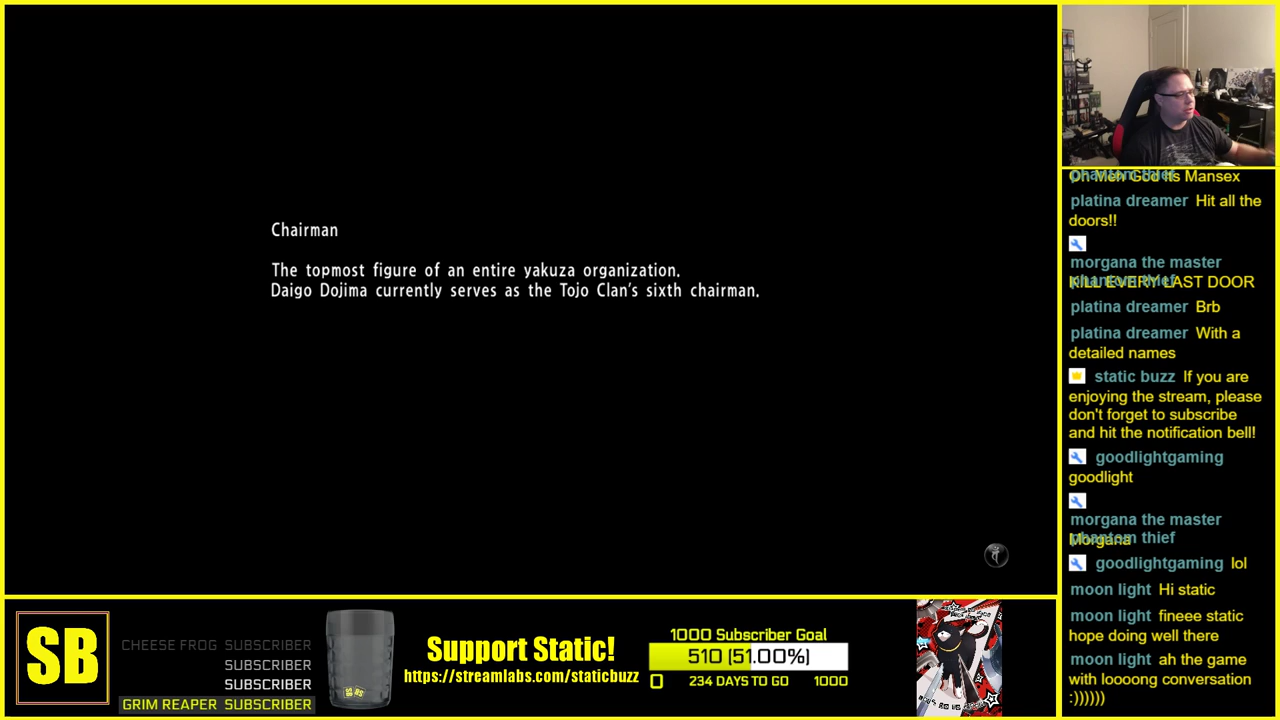 Chairman
The topmost figure of an entire yakuza organization.
Daigo Dojima currently serves as the Tojo Clan's sixth chairman.
Oh Meh God Its Mansex
platina dreamer Hit all the
doors!!
morgana the master
phantom thief
KILL EVERY LAST DOOR
platina dreamer Brb
platina dreamer With a
detailed names
static buzz If you are
enjoying the stream, please
don't forget to subscribe
and hit the notification bell!
goodlightgaming
goodlight
morgana the master
phantom thief
Morgana
goodlightgaming lol
moon light Hi static
moon light fineee static
hope doing well there
moon light ah the game
with loooong conversation
:))))))
SB
CHEESE FROG SUBSCRIBER
SUBSCRIBER
SUBSCRIBER
GRIM REAPER SUBSCRIBER
Support Static!
https://streamlabs.com/staticbuzz
1000 Subscriber Goal
510 (51.00%)
0 234 DAYS TO GO 1000